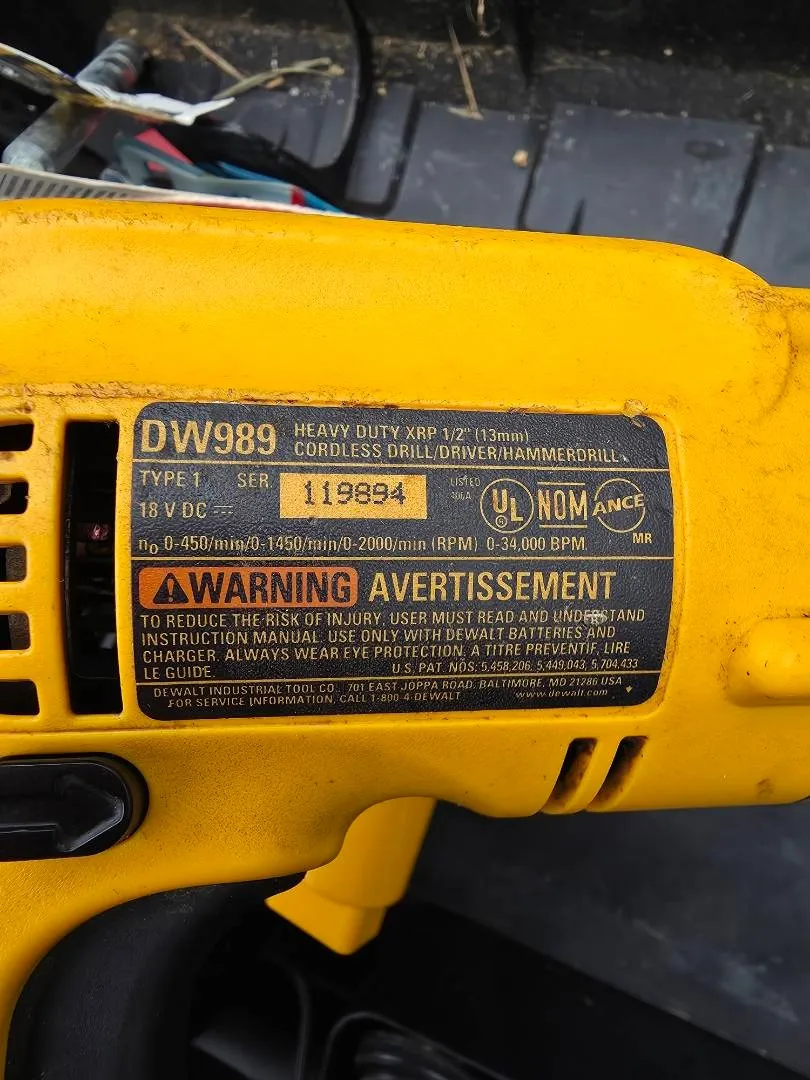 DW989 HEAVY DUTY XRP 1/2" (13mm)
CORDLESS DRILL/DRIVER/HAMMERDRILL
TYPE 1 SER. 119894 LISTED
18 V DC UL ® NOM ANCE
n₀ 0-450/min/0-1450/min/0-2000/min (RPM) 0-34,000 BPM MR
WARNING AVERTISSEMENT
TO REDUCE THE RISK OF INJURY, USER MUST READ AND UNDERSTAND
INSTRUCTION MANUAL. USE ONLY WITH DEWALT BATTERIES AND
CHARGER. ALWAYS WEAR EYE PROTECTION. A TITRE PREVENTIF, LIRE
LE GUIDE. U.S. PAT. NOS. 5,458,206, 5,449,043, 5,704,433
DEWALT INDUSTRIAL TOOL CO., 701 EAST JOPPA ROAD, BALTIMORE, MD 21286 USA
FOR SERVICE INFORMATION, CALL 1-800-4-DEWALT www.dewalt.com